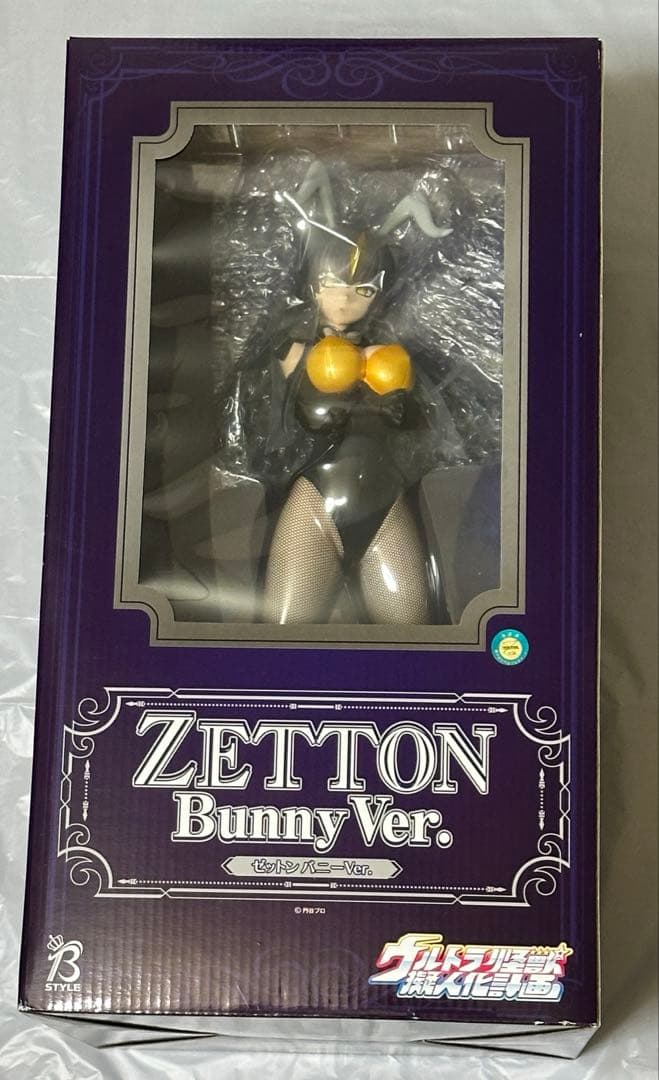 ZETTON
Bunny Ver.
ゼットン バニーVer.
©円谷プロ
B
STYLE
ウルトラ怪獣
擬人化計画